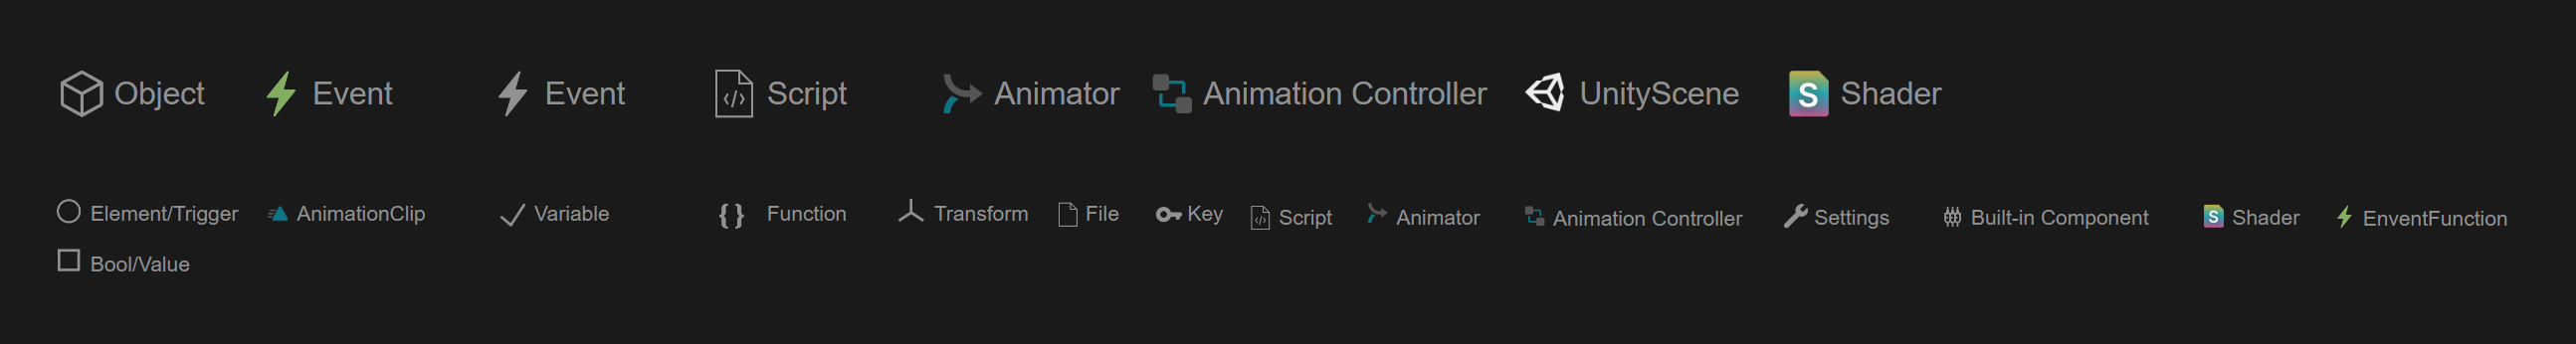 Object Event Event Script Animator Animation Controller UnityScene S Shader
Element/Trigger AnimationClip Variable { } Function Transform File Key Script Animator Animation Controller Settings Built-in Component S Shader EnventFunction
Bool/Value